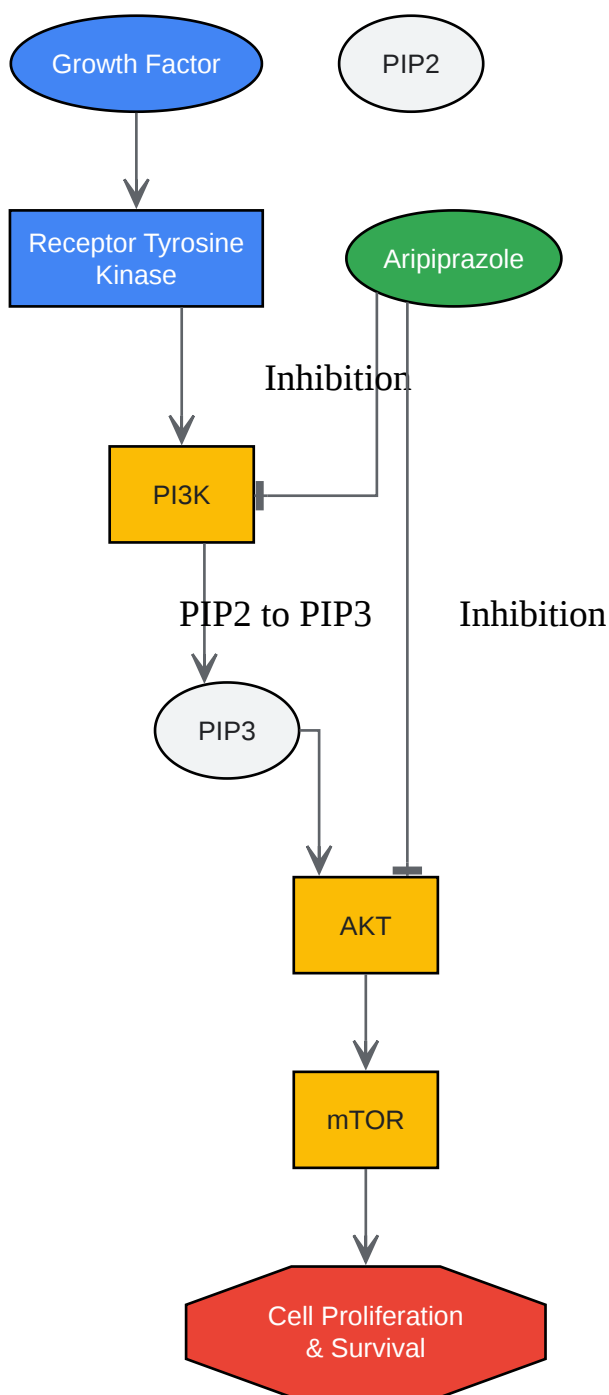 Growth Factor
PIP2
Receptor Tyrosine
Kinase
Aripiprazole
Inhibition
PI3K
PIP2 to PIP3
Inhibition
PIP3
AKT
mTOR
Cell Proliferation
& Survival